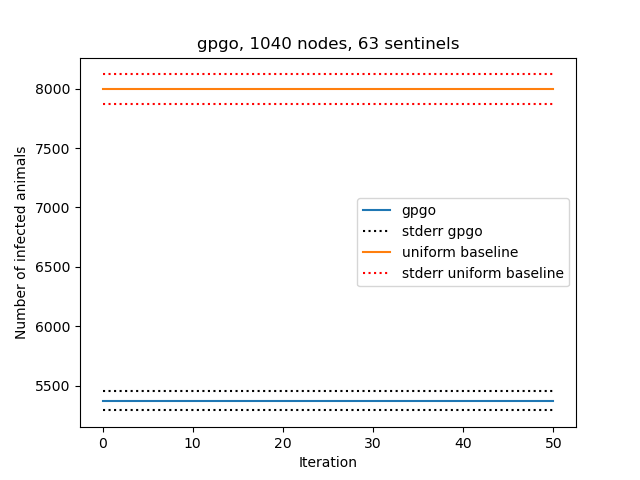 gpgo, 1040 nodes, 63 sentinels
8000
7500
7000
6500
6000
5500
Number of infected animals
gpgo
stderr gpgo
uniform baseline
stderr uniform baseline
0 10 20 30 40 50
Iteration